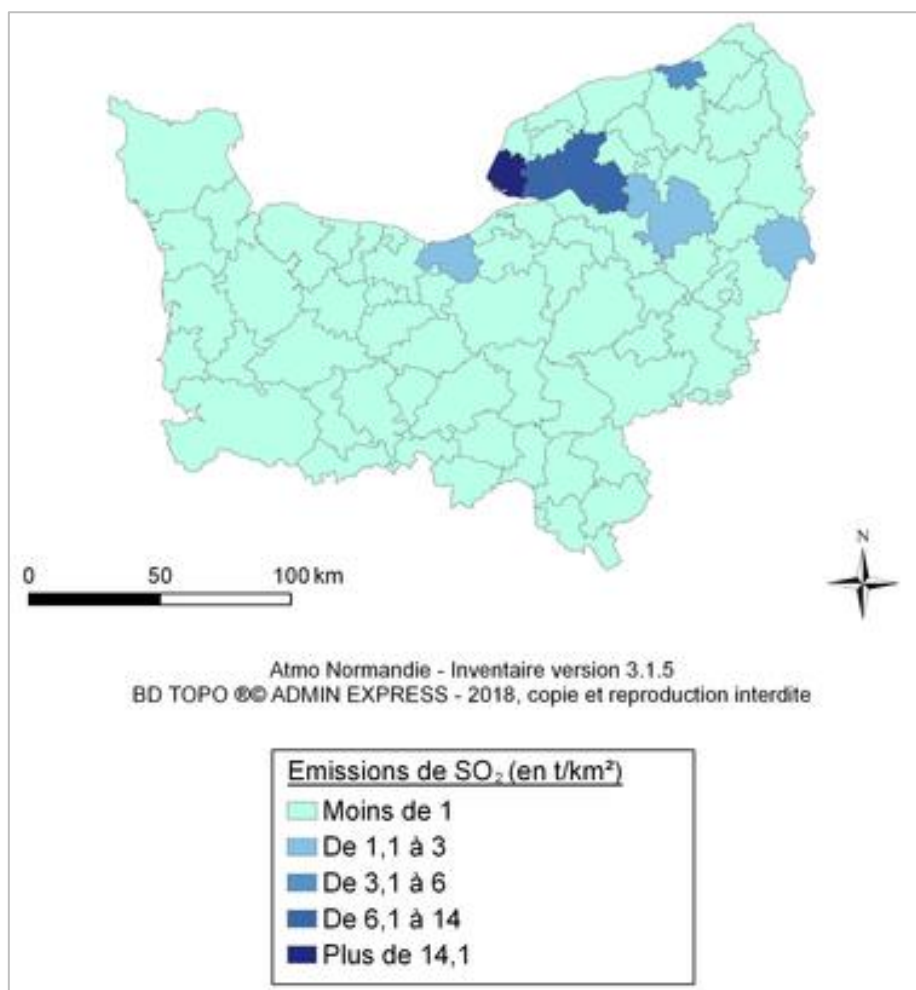 N
0 50 100 km
Atmo Normandie - Inventaire version 3.1.5
BD TOPO ®© ADMIN EXPRESS - 2018, copie et reproduction interdite
Emissions de SO₂ (en t/km²)
Moins de 1
De 1,1 à 3
De 3,1 à 6
De 6,1 à 14
Plus de 14,1